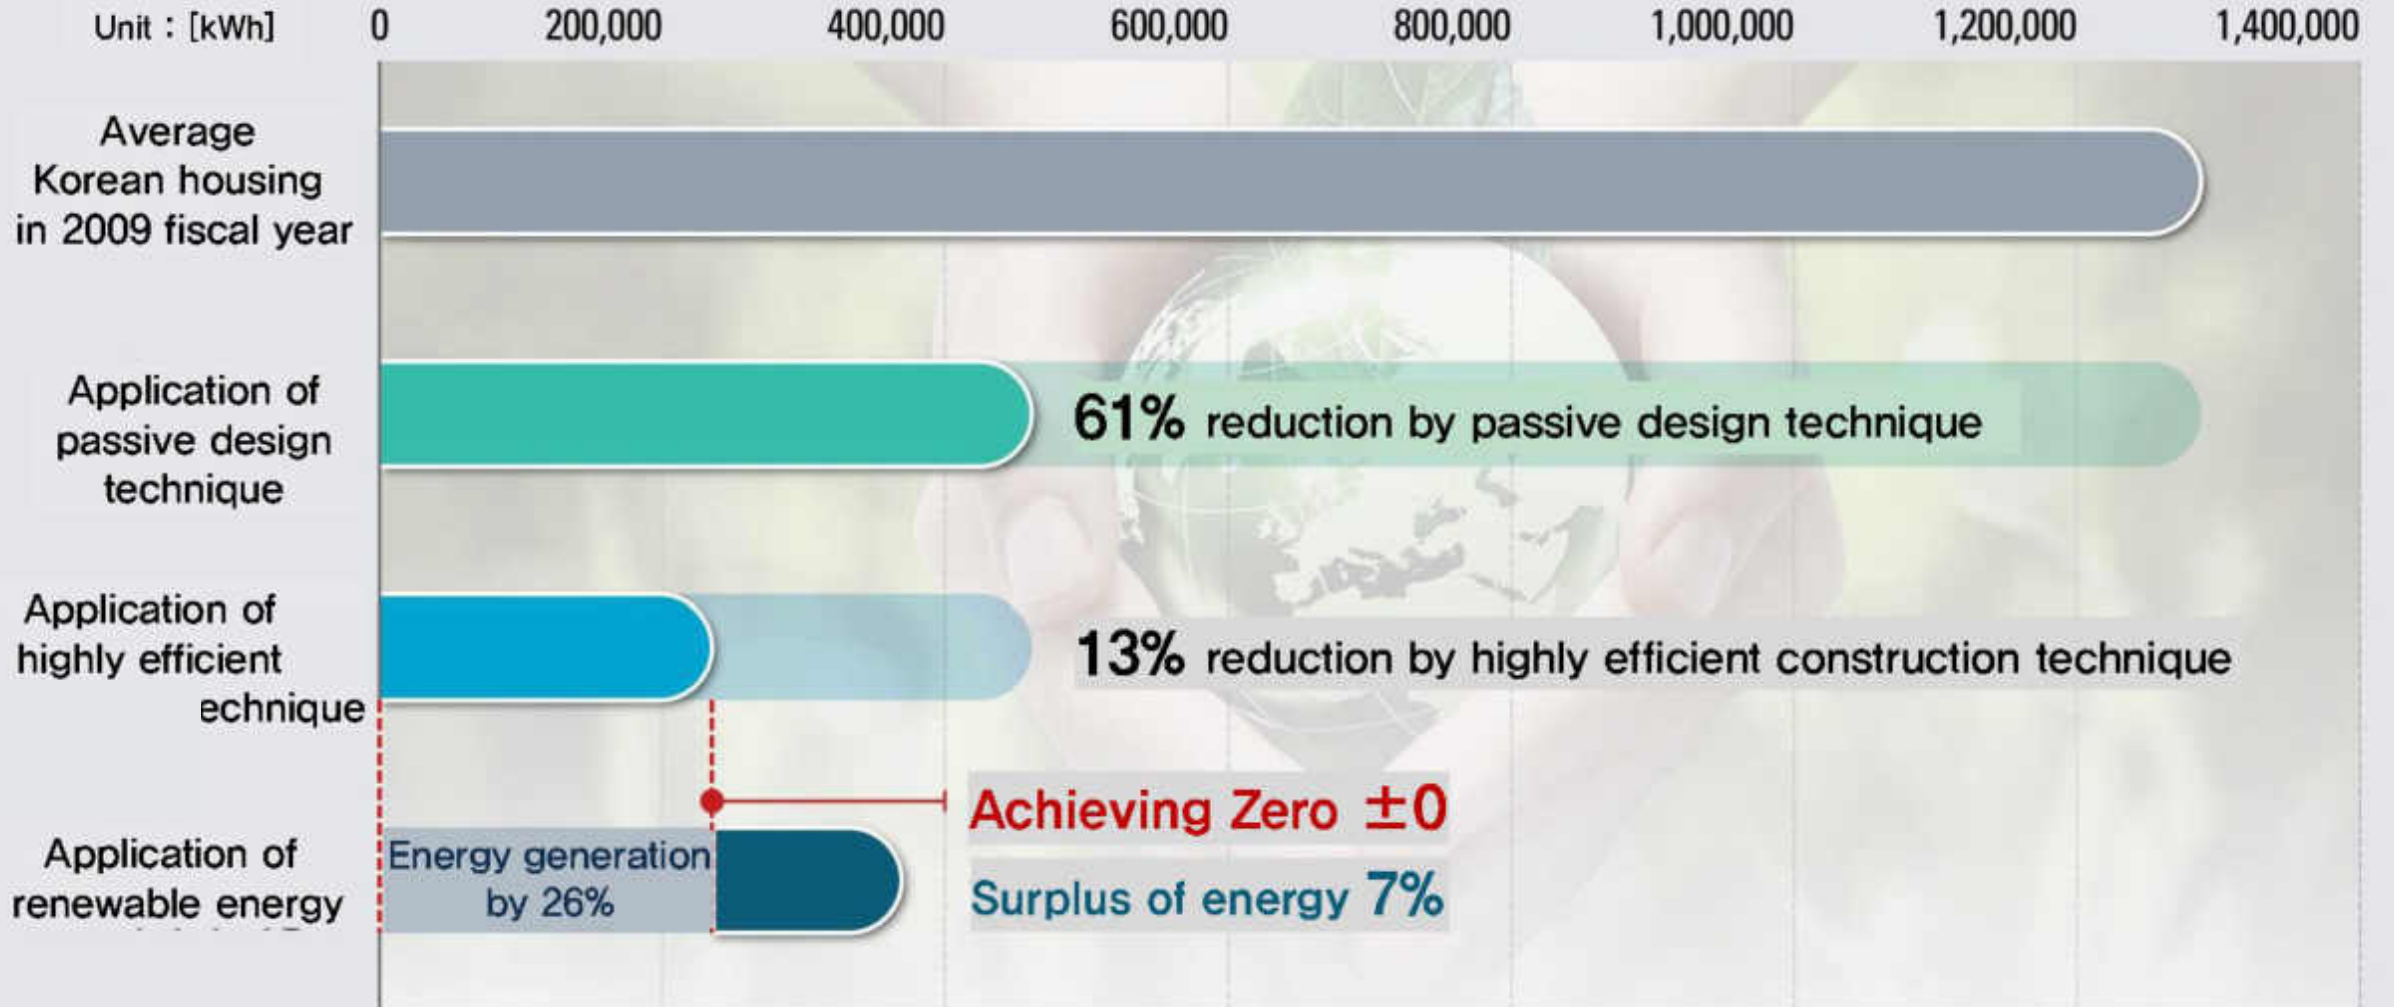 Unit : [kWh] 0 200,000 400,000 600,000 800,000 1,000,000 1,200,000 1,400,000
Average
Korean housing
in 2009 fiscal year
Application of
passive design
technique
61% reduction by passive design technique
Application of
highly efficient
echnique
13% reduction by highly efficient construction technique
Achieving Zero ±0
Application of
renewable energy
Energy generation
by 26%
Surplus of energy 7%